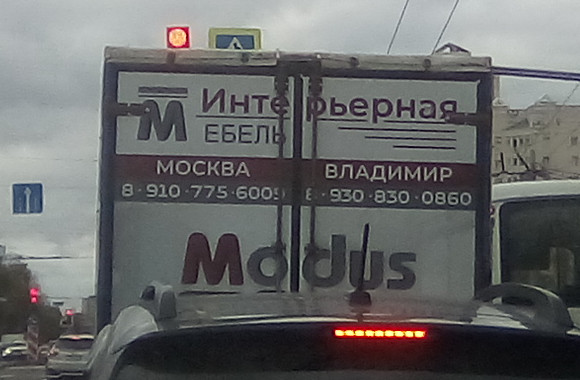 Интерьерная
М ЕБЕЛЬ
МОСКВА ВЛАДИМИР
8·910·775·6009 8·930·830·0860
Modus